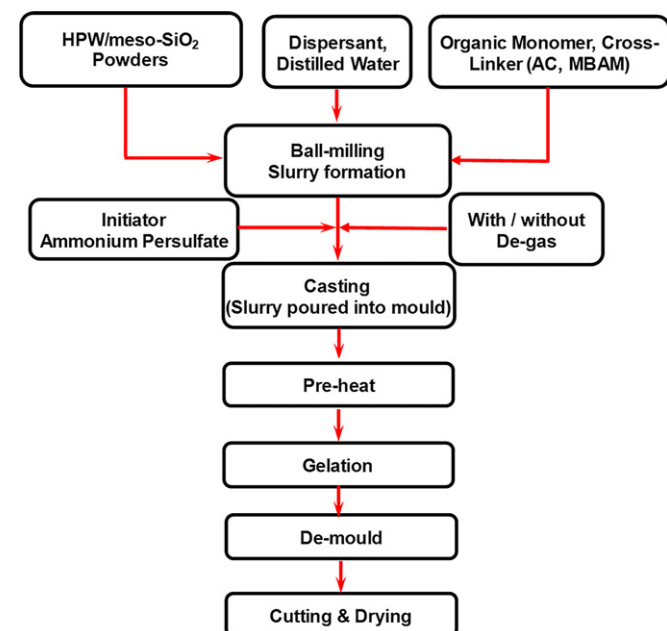 HPW/meso-SiO₂
Powders
Dispersant,
Distilled Water
Organic Monomer, Cross-
Linker (AC, MBAM)
Ball-milling
Slurry formation
Initiator
Ammonium Persulfate
With / without
De-gas
Casting
(Slurry poured into mould)
Pre-heat
Gelation
De-mould
Cutting & Drying